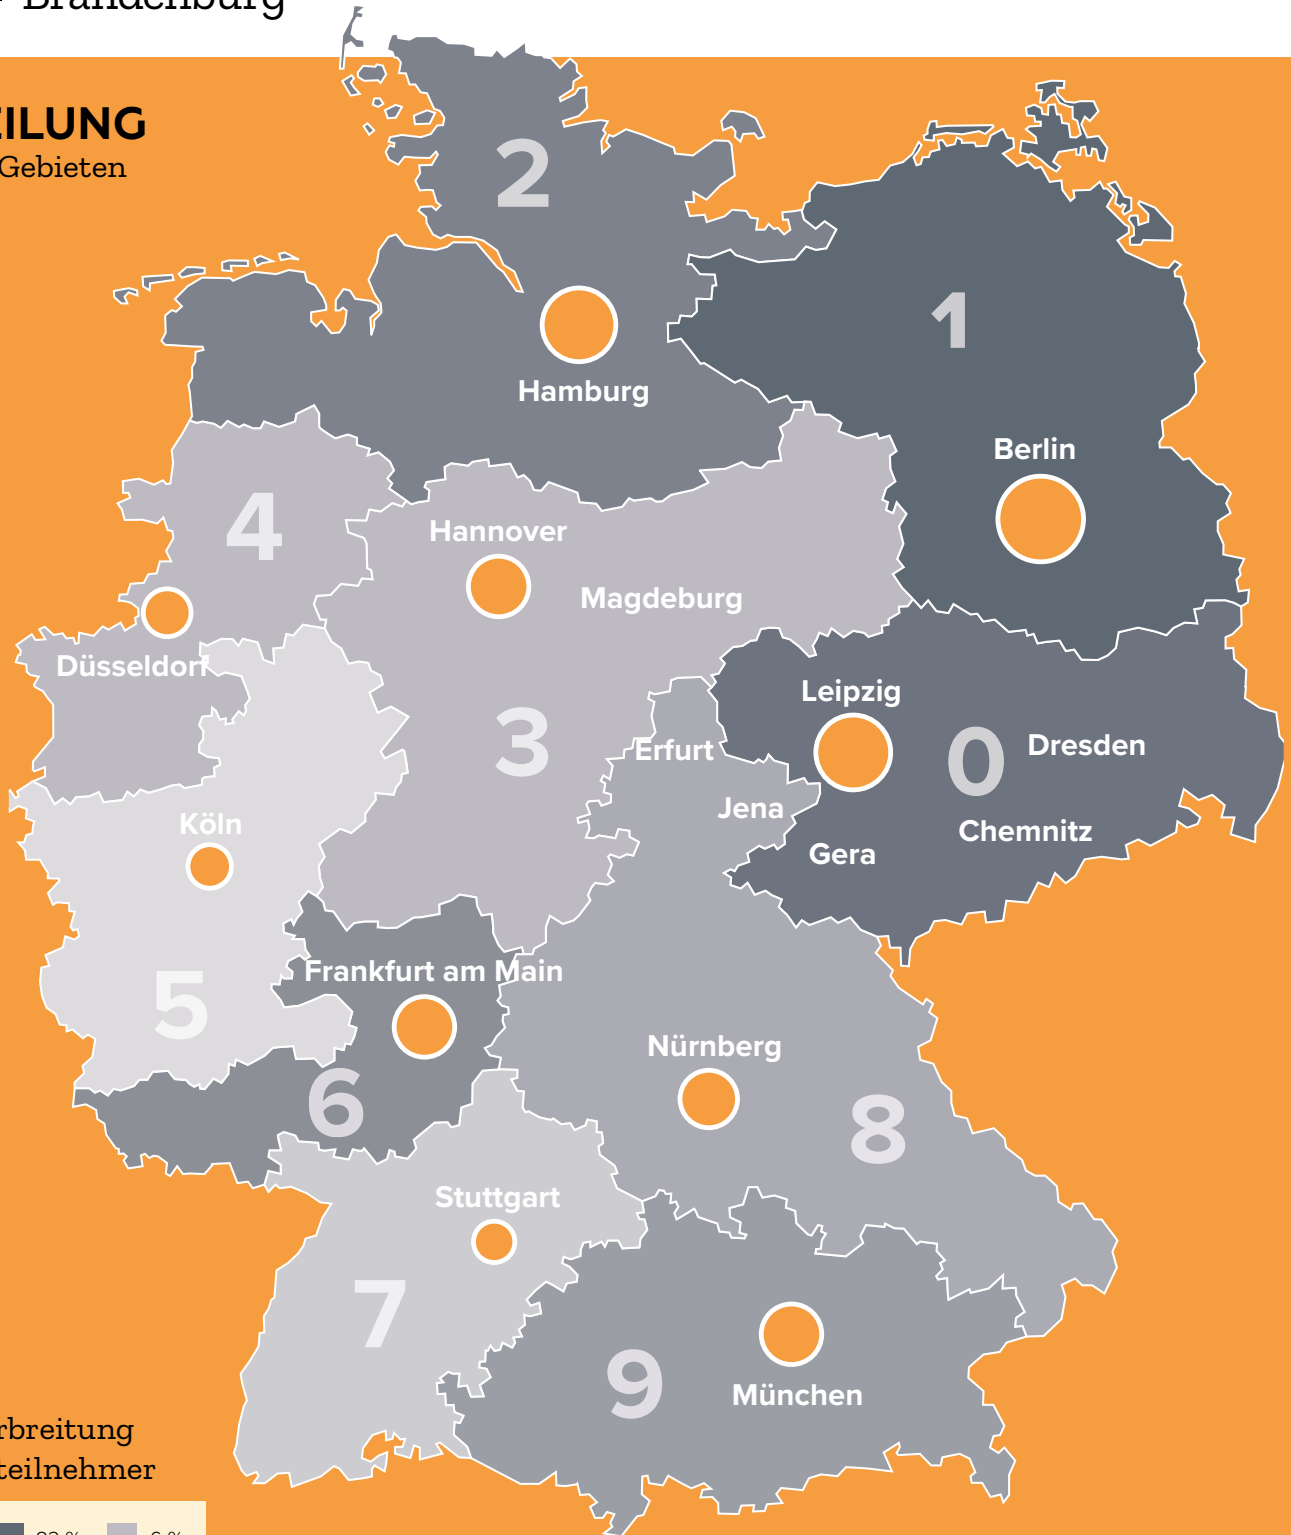 Brandenburg
EILUNG
Gebieten
2
1
Hamburg
Berlin
4
Hannover
Magdeburg
Düsseldorf
Leipzig
3
Erfurt
0
Dresden
Jena
Köln
Chemnitz
Gera
Frankfurt am Main
5
Nürnberg
6
8
Stuttgart
7
9
München
rbreitung
teilnehmer